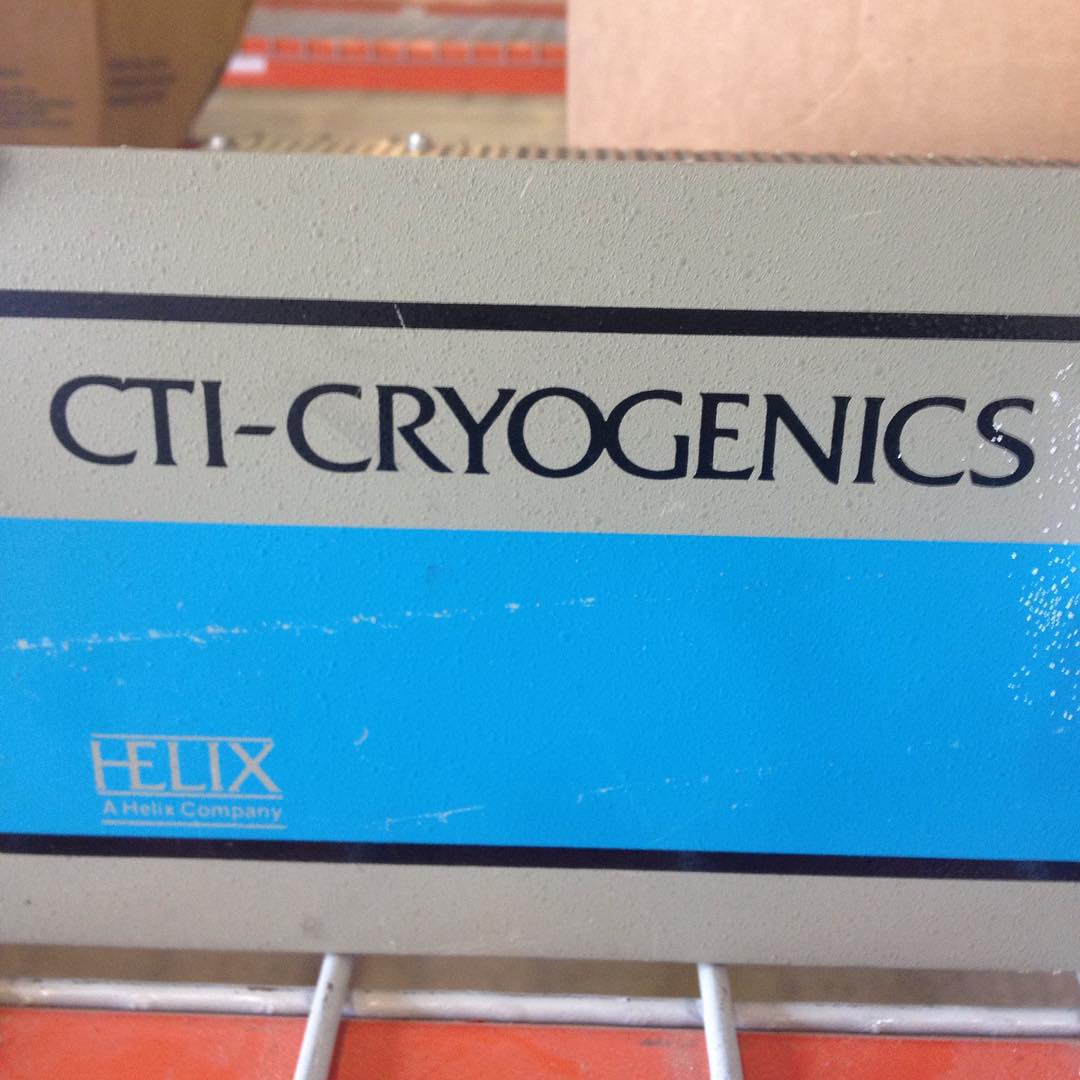 CTI-CRYOGENICS
HELIX
A Helix Company